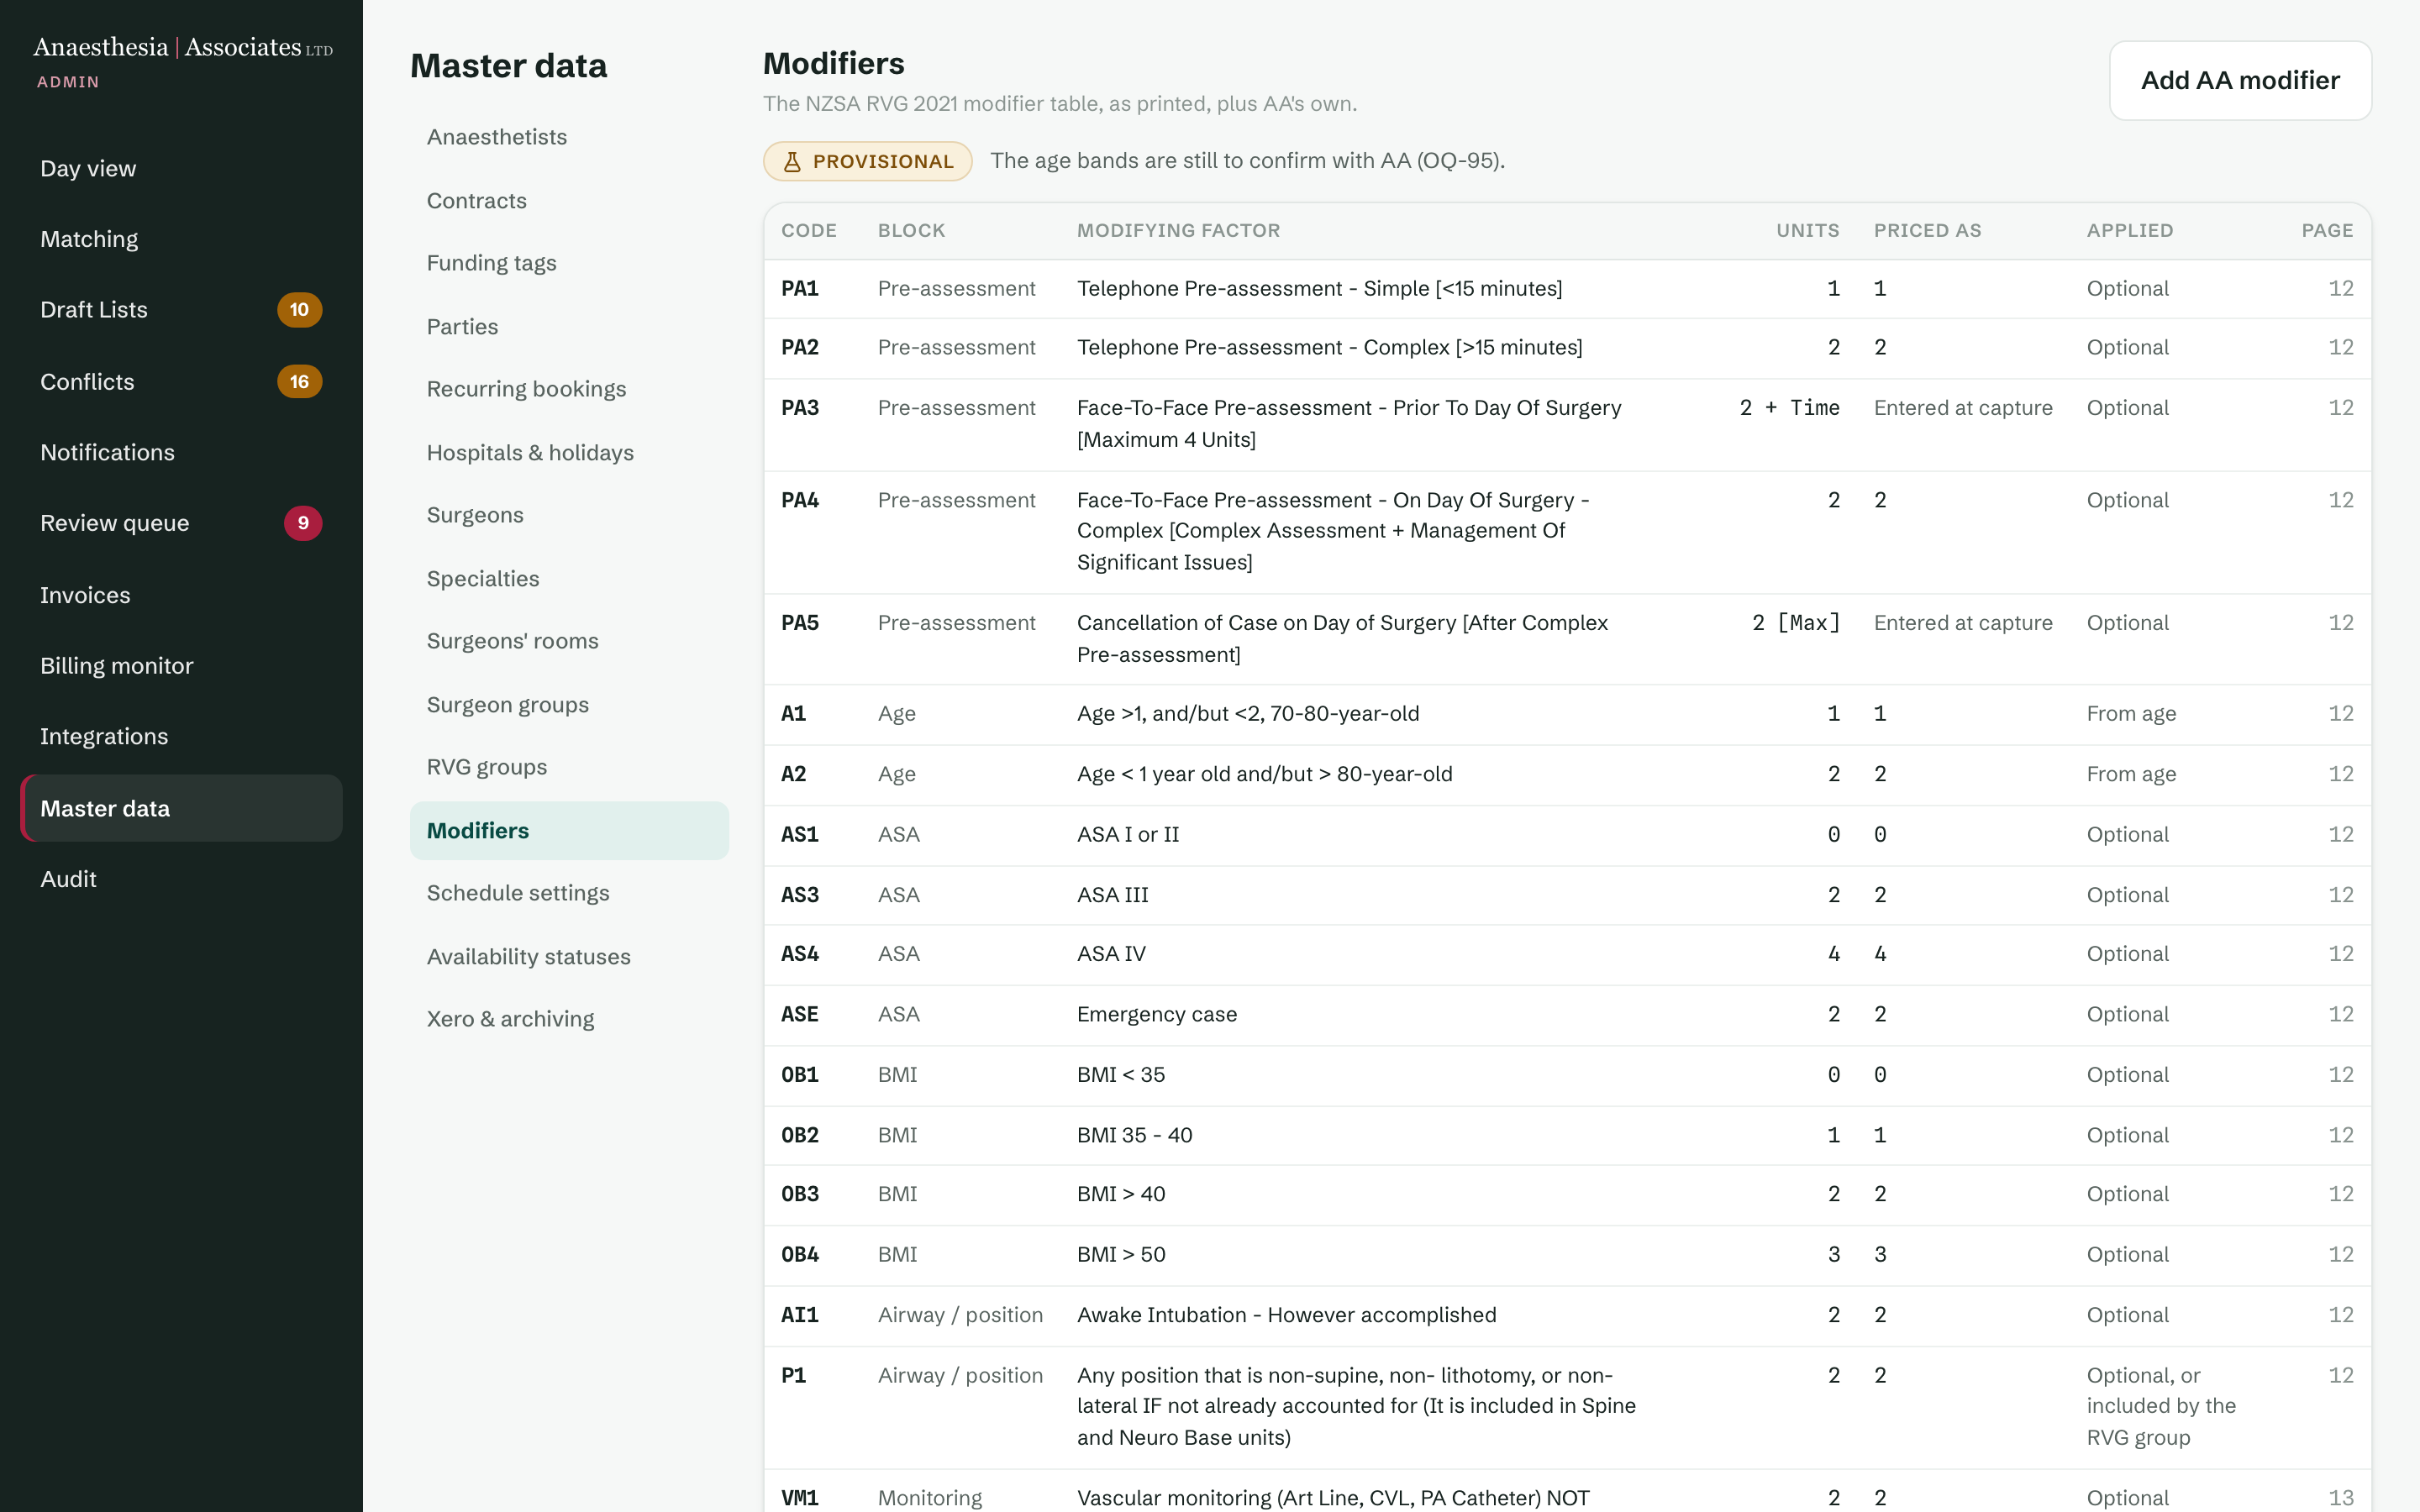 Anaesthesia | Associates LTD
ADMIN
Day view
Matching
Draft Lists 10
Conflicts 16
Notifications
Review queue 9
Invoices
Billing monitor
Integrations
Master data
Audit
Master data
Anaesthetists
Contracts
Funding tags
Parties
Recurring bookings
Hospitals & holidays
Surgeons
Specialties
Surgeons' rooms
Surgeon groups
RVG groups
Modifiers
Schedule settings
Availability statuses
Xero & archiving
Modifiers
The NZSA RVG 2021 modifier table, as printed, plus AA's own.
Add AA modifier
PROVISIONAL The age bands are still to confirm with AA (OQ-95).
CODE BLOCK MODIFYING FACTOR UNITS PRICED AS APPLIED PAGE
PA1 Pre-assessment Telephone Pre-assessment - Simple [<15 minutes] 1 1 Optional 12
PA2 Pre-assessment Telephone Pre-assessment - Complex [>15 minutes] 2 2 Optional 12
PA3 Pre-assessment Face-To-Face Pre-assessment - Prior To Day Of Surgery 2 + Time Entered at capture Optional 12
[Maximum 4 Units]
PA4 Pre-assessment Face-To-Face Pre-assessment - On Day Of Surgery - 2 2 Optional 12
Complex [Complex Assessment + Management Of
Significant Issues]
PA5 Pre-assessment Cancellation of Case on Day of Surgery [After Complex 2 [Max] Entered at capture Optional 12
Pre-assessment]
A1 Age Age >1, and/but <2, 70-80-year-old 1 1 From age 12
A2 Age Age < 1 year old and/but > 80-year-old 2 2 From age 12
AS1 ASA ASA I or II 0 0 Optional 12
AS3 ASA ASA III 2 2 Optional 12
AS4 ASA ASA IV 4 4 Optional 12
ASE ASA Emergency case 2 2 Optional 12
OB1 BMI BMI < 35 0 0 Optional 12
OB2 BMI BMI 35 - 40 1 1 Optional 12
OB3 BMI BMI > 40 2 2 Optional 12
OB4 BMI BMI > 50 3 3 Optional 12
AI1 Airway / position Awake Intubation - However accomplished 2 2 Optional 12
P1 Airway / position Any position that is non-supine, non- lithotomy, or non- 2 2 Optional, or 12
lateral IF not already accounted for (It is included in Spine included by the
and Neuro Base units) RVG group
VM1 Monitoring Vascular monitoring (Art Line, CVL, PA Catheter) NOT 2 2 Optional 13